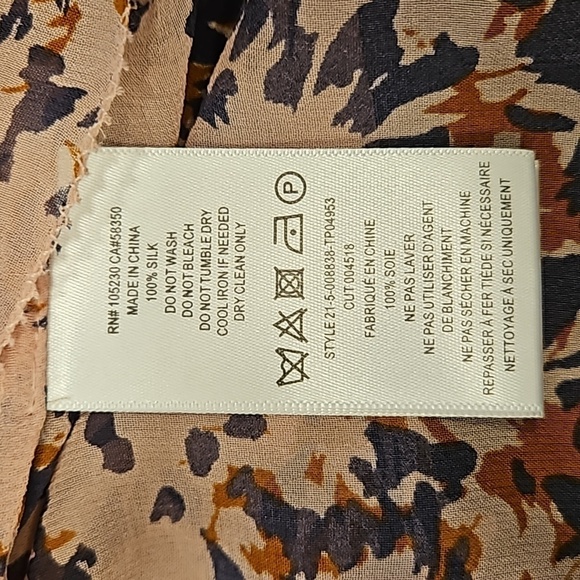 RN# 105230 CA#58350
MADE IN CHINA
100% SILK
DO NOT WASH
DO NOT BLEACH
DO NOT TUMBLE DRY
COOL IRON IF NEEDED
DRY CLEAN ONLY
P
STYLE 21-5-008838-TP04953
CUT 004518
FABRIQUÉ EN CHINE
100% SOIE
NE PAS LAVER
NE PAS UTILISER D'AGENT
DE BLANCHIMENT
NE PAS SÉCHER EN MACHINE
REPASSER À FER TIEDE SI NÉCESSAIRE
NETTOYAGE À SEC UNIQUEMENT